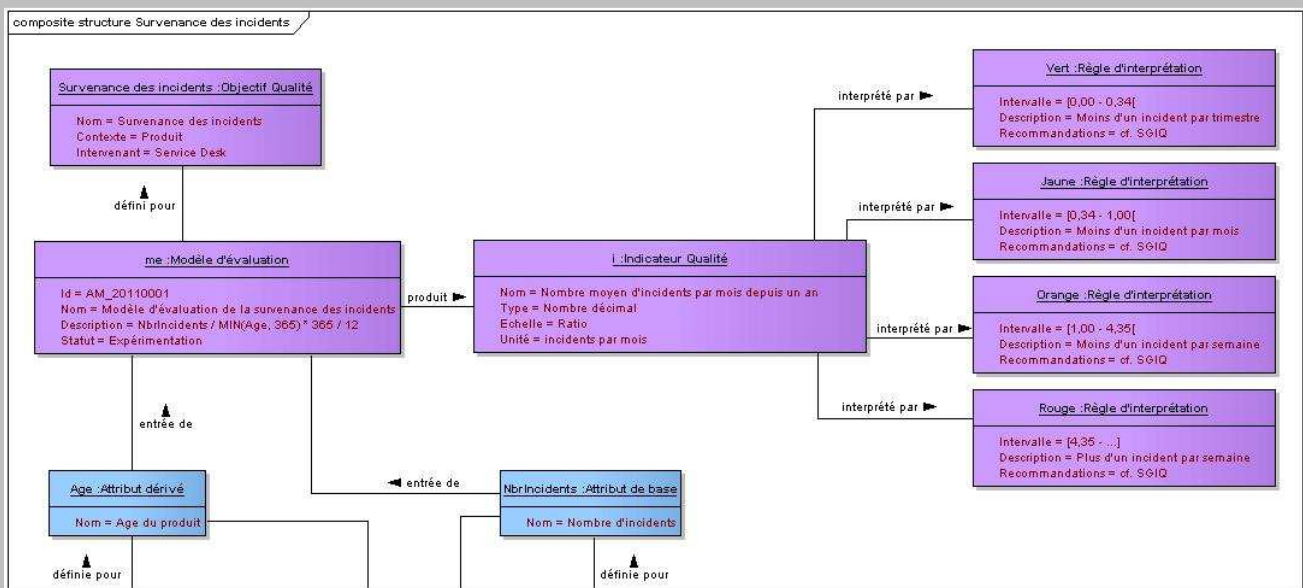 composite structure Survenance des incidents
Survenance des incidents :Objectif Qualité
Nom = Survenance des incidents
Contexte = Produit
Intervenant = Service Desk
défini pour
me :Modèle d'évaluation
Id = AM_20110001
Nom = Modèle d'évaluation de la survenance des incidents
Description = NbrIncidents / MIN(Age, 365) * 365 / 12
Statut = Expérimentation
produit
i :Indicateur Qualité
Nom = Nombre moyen d'incidents par mois depuis un an
Type = Nombre décimal
Echelle = Ratio
Unité = incidents par mois
interprété par
Vert :Règle d'interprétation
Intervalle = [0,00 - 0,34[
Description = Moins d'un incident par trimestre
Recommandations = cf. SGIQ
interprété par
Jaune :Règle d'interprétation
Intervalle = [0,34 - 1,00[
Description = Moins d'un incident par mois
Recommandations = cf. SGIQ
interprété par
Orange :Règle d'interprétation
Intervalle = [1,00 - 4,35[
Description = Moins d'un incident par semaine
Recommandations = cf. SGIQ
interprété par
Rouge :Règle d'interprétation
Intervalle = [4,35 - ...]
Description = Plus d'un incident par semaine
Recommandations = cf. SGIQ
entrée de
Age :Attribut dérivé
Nom = Age du produit
entrée de
NbrIncidents :Attribut de base
Nom = Nombre d'incidents
définie pour
définie pour